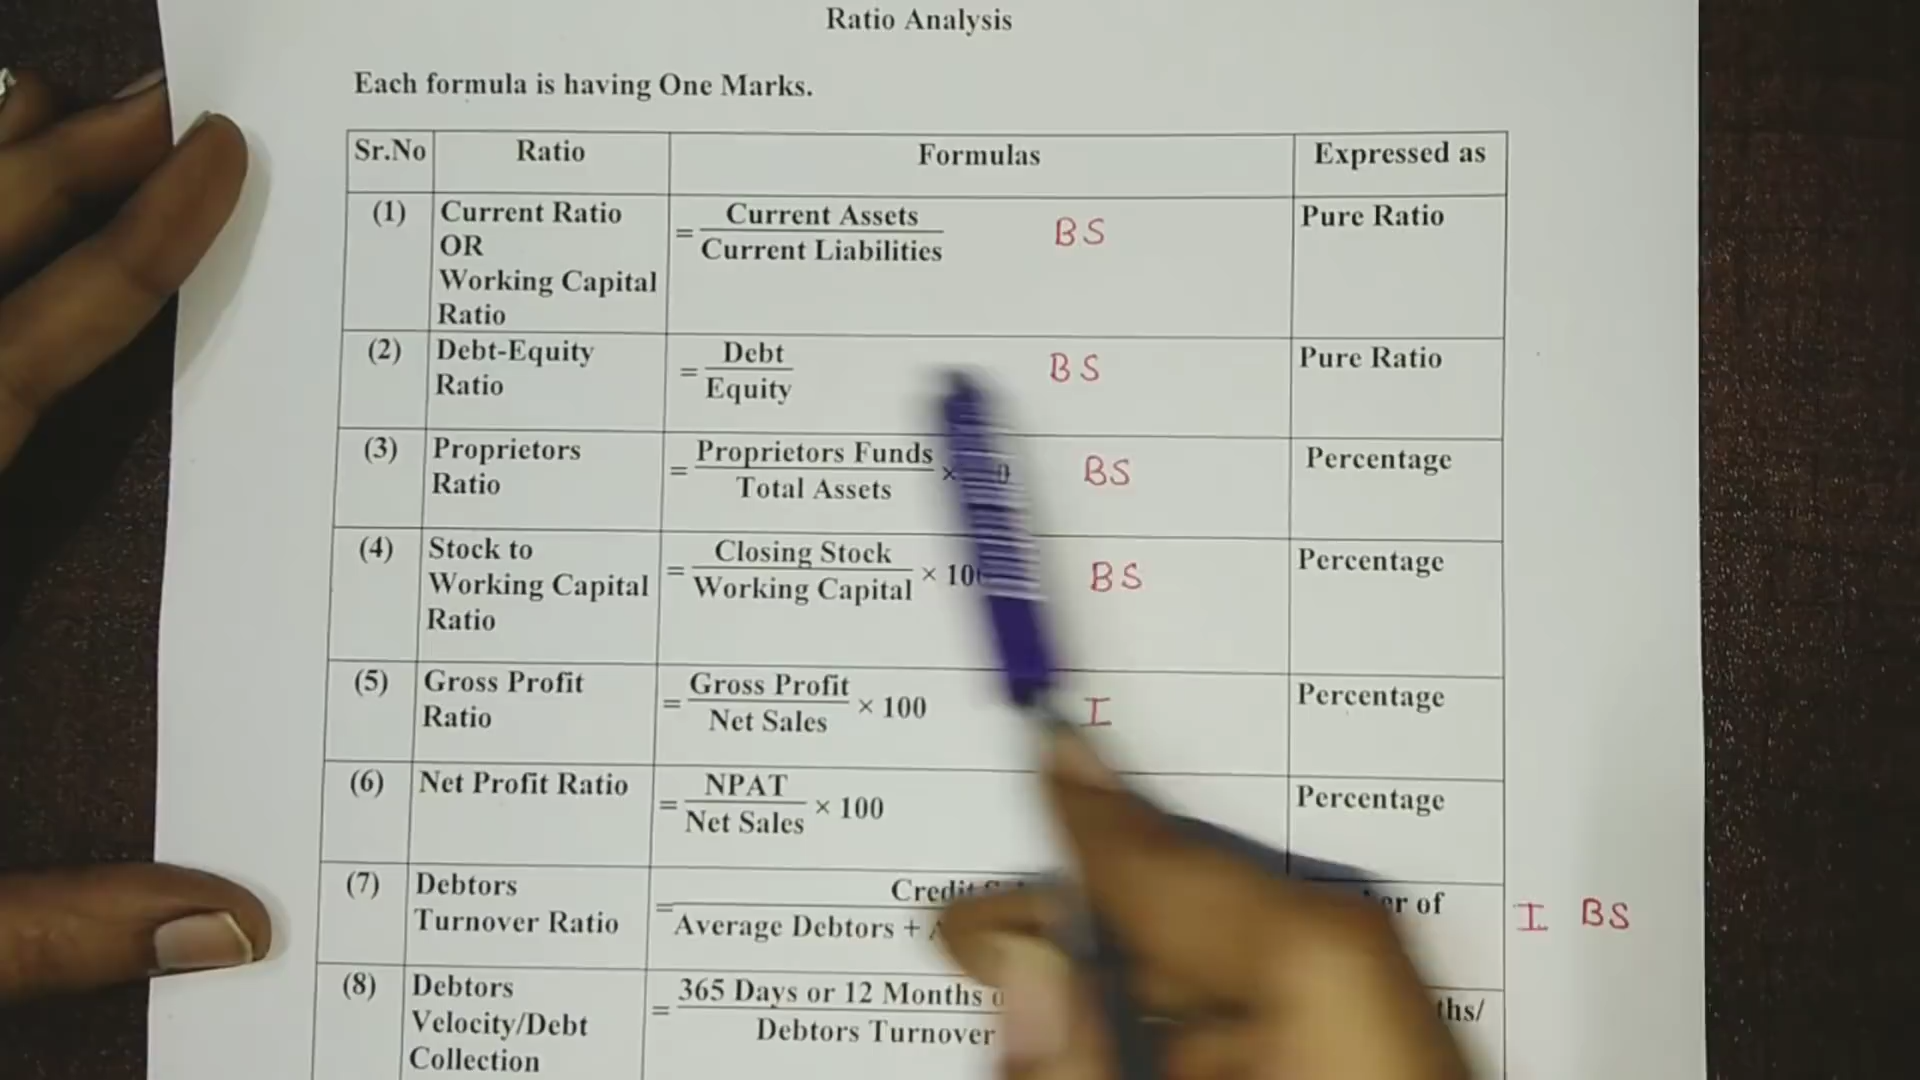 Ratio Analysis
Each formula is having One Marks.
Sr.No Ratio Formulas Expressed as
(1) Current Ratio
OR
Working Capital
Ratio
= Current Assets
Current Liabilities
BS
Pure Ratio
(2) Debt-Equity
Ratio
= Debt
Equity
BS
Pure Ratio
(3) Proprietors
Ratio
= Proprietors Funds
Total Assets
×
BS
Percentage
(4) Stock to
Working Capital
Ratio
= Closing Stock
Working Capital
×
BS
Percentage
(5) Gross Profit
Ratio
= Gross Profit
Net Sales
× 100
I
Percentage
(6) Net Profit Ratio
= NPAT
Net Sales
× 100
Percentage
(7) Debtors
Turnover Ratio
= Credit
Average Debtors +
of
I BS
(8) Debtors
Velocity/Debt
Collection
= 365 Days or 12 Months
Debtors Turnover